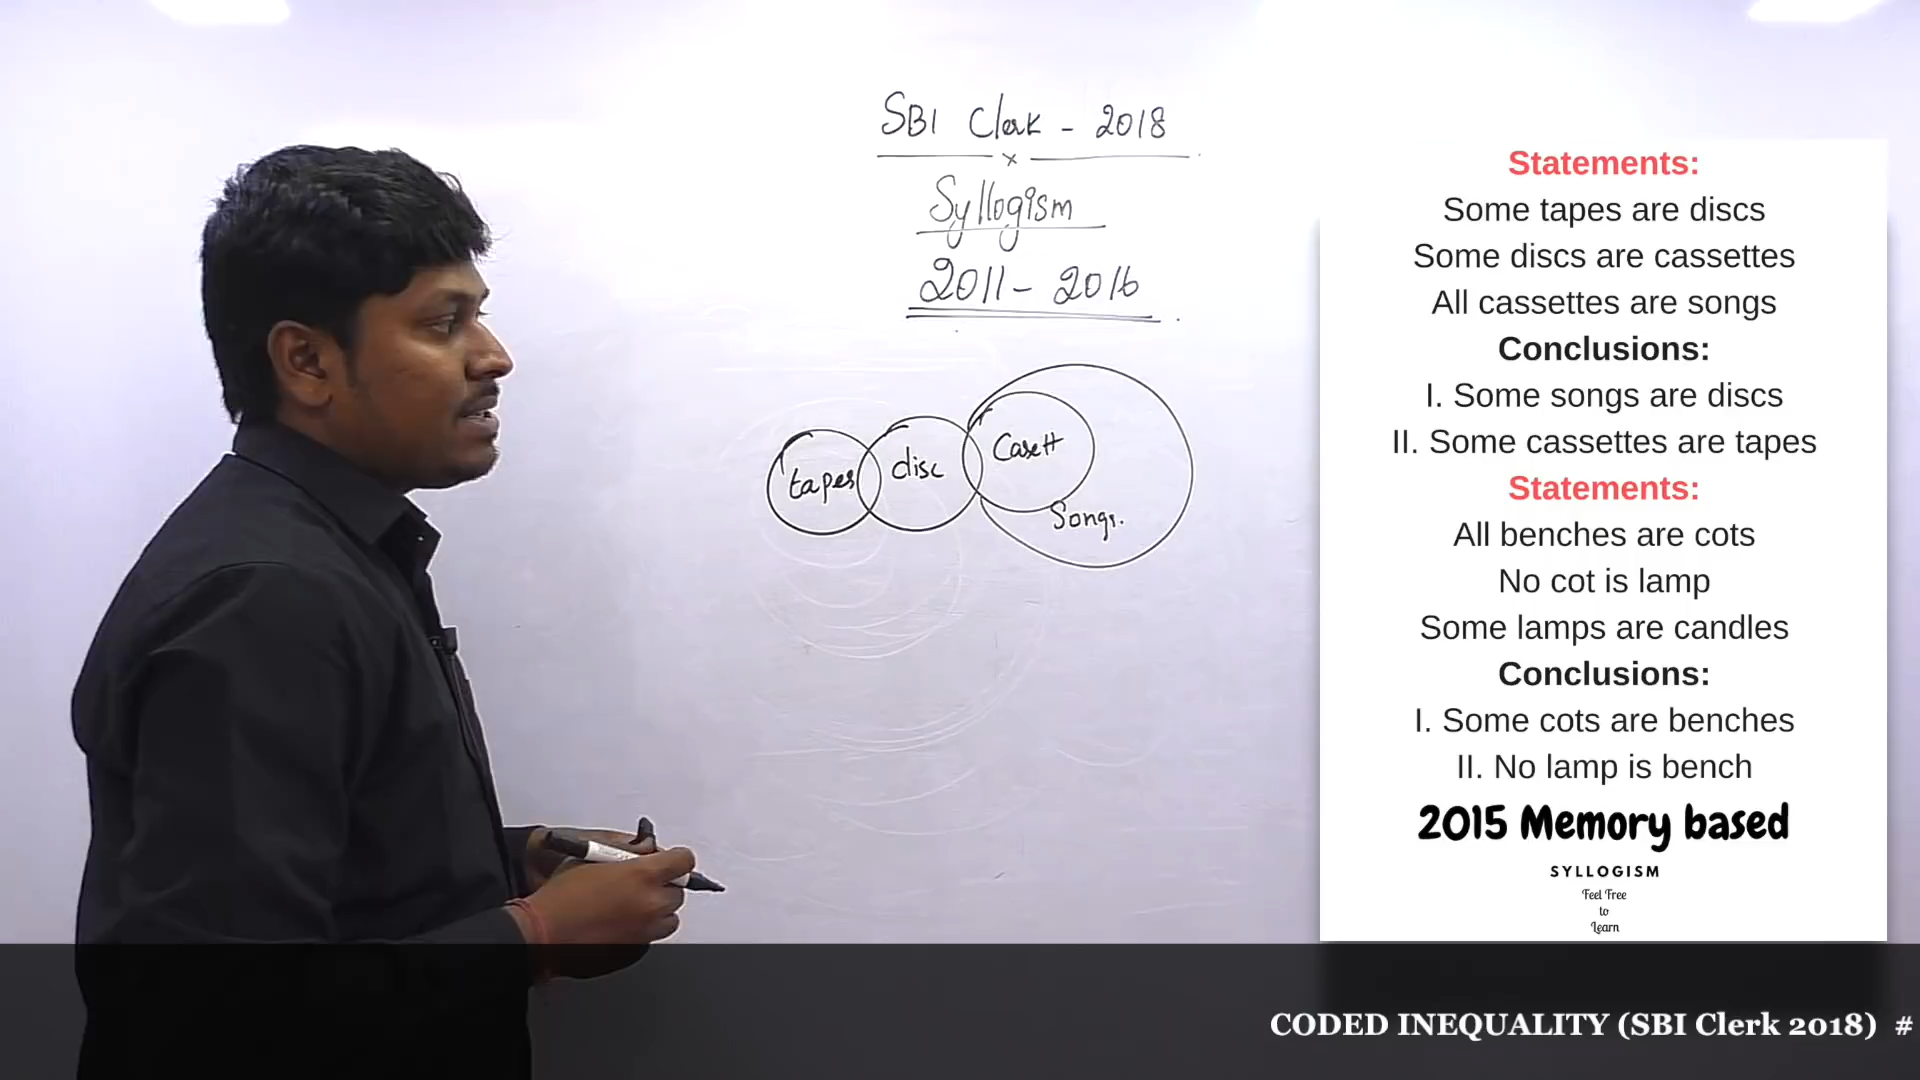 SBI Clerk - 2018
x
Syllogism
2011 - 2016
tapes
disc
Casett
Songs.
Statements:
Some tapes are discs
Some discs are cassettes
All cassettes are songs
Conclusions:
I. Some songs are discs
II. Some cassettes are tapes
Statements:
All benches are cots
No cot is lamp
Some lamps are candles
Conclusions:
I. Some cots are benches
II. No lamp is bench
2015 Memory based
SYLLOGISM
Feel Free
to
Learn
CODED INEQUALITY (SBI Clerk 2018) #